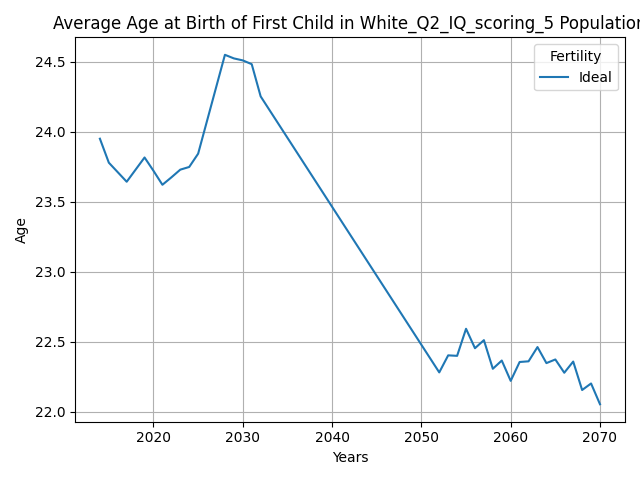 Average Age at Birth of First Child in White_Q2_IQ_scoring_5 Population
Fertility
Ideal
24.5
24.0
23.5
23.0
22.5
22.0
Age
2020 2030 2040 2050 2060 2070
Years